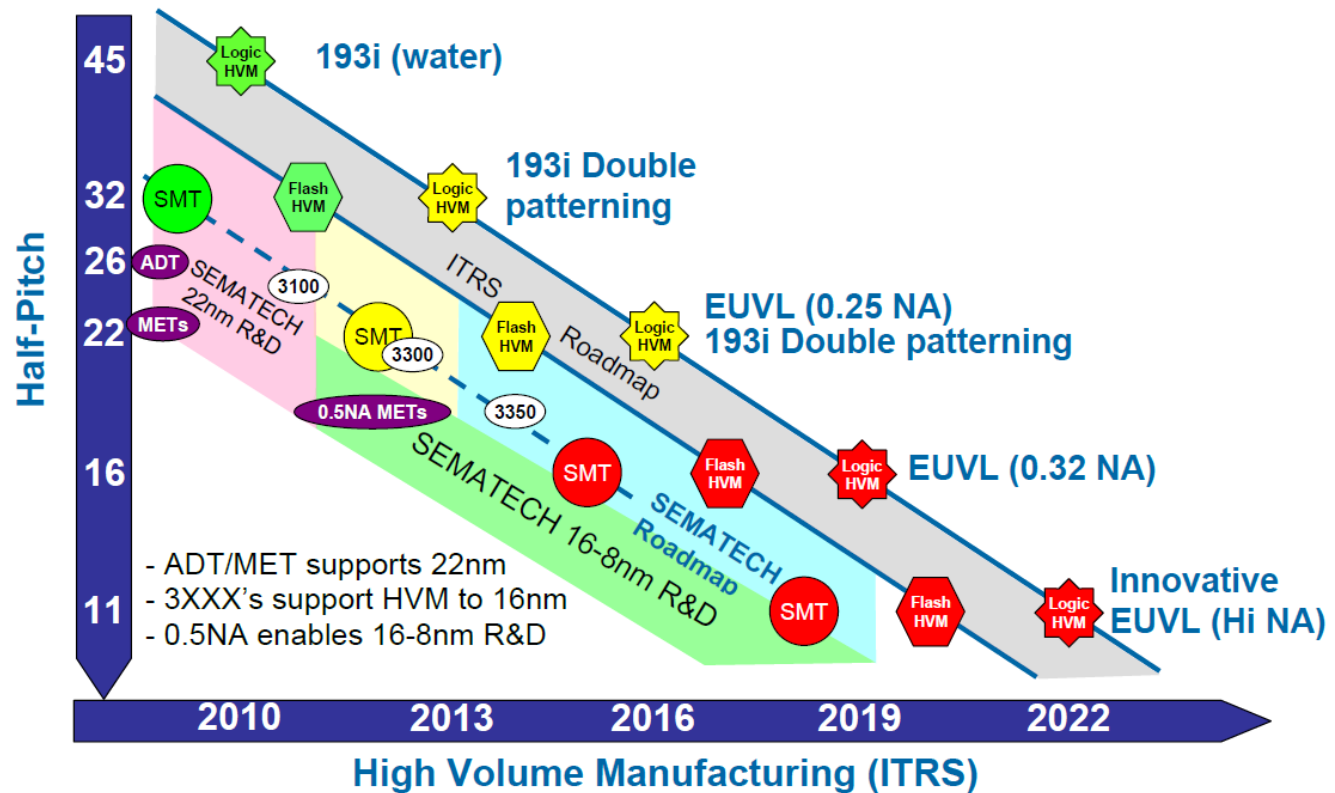 Half-Pitch
45
32
26
22
16
11
Logic
HVM
193i (water)
SMT
Flash
HVM
Logic
HVM
193i Double
patterning
ADT
METs
SEMATECH
22nm R&D
3100
ITRS
Roadmap
SMT
3300
Flash
HVM
Logic
HVM
EUVL (0.25 NA)
193i Double patterning
0.5NA METs
3350
SMT
Flash
HVM
Logic
HVM
EUVL (0.32 NA)
SEMATECH 16-8nm R&D
SEMATECH
Roadmap
- ADT/MET supports 22nm
- 3XXX's support HVM to 16nm
- 0.5NA enables 16-8nm R&D
SMT
Flash
HVM
Logic
HVM
Innovative
EUVL (Hi NA)
2010
2013
2016
2019
2022
High Volume Manufacturing (ITRS)